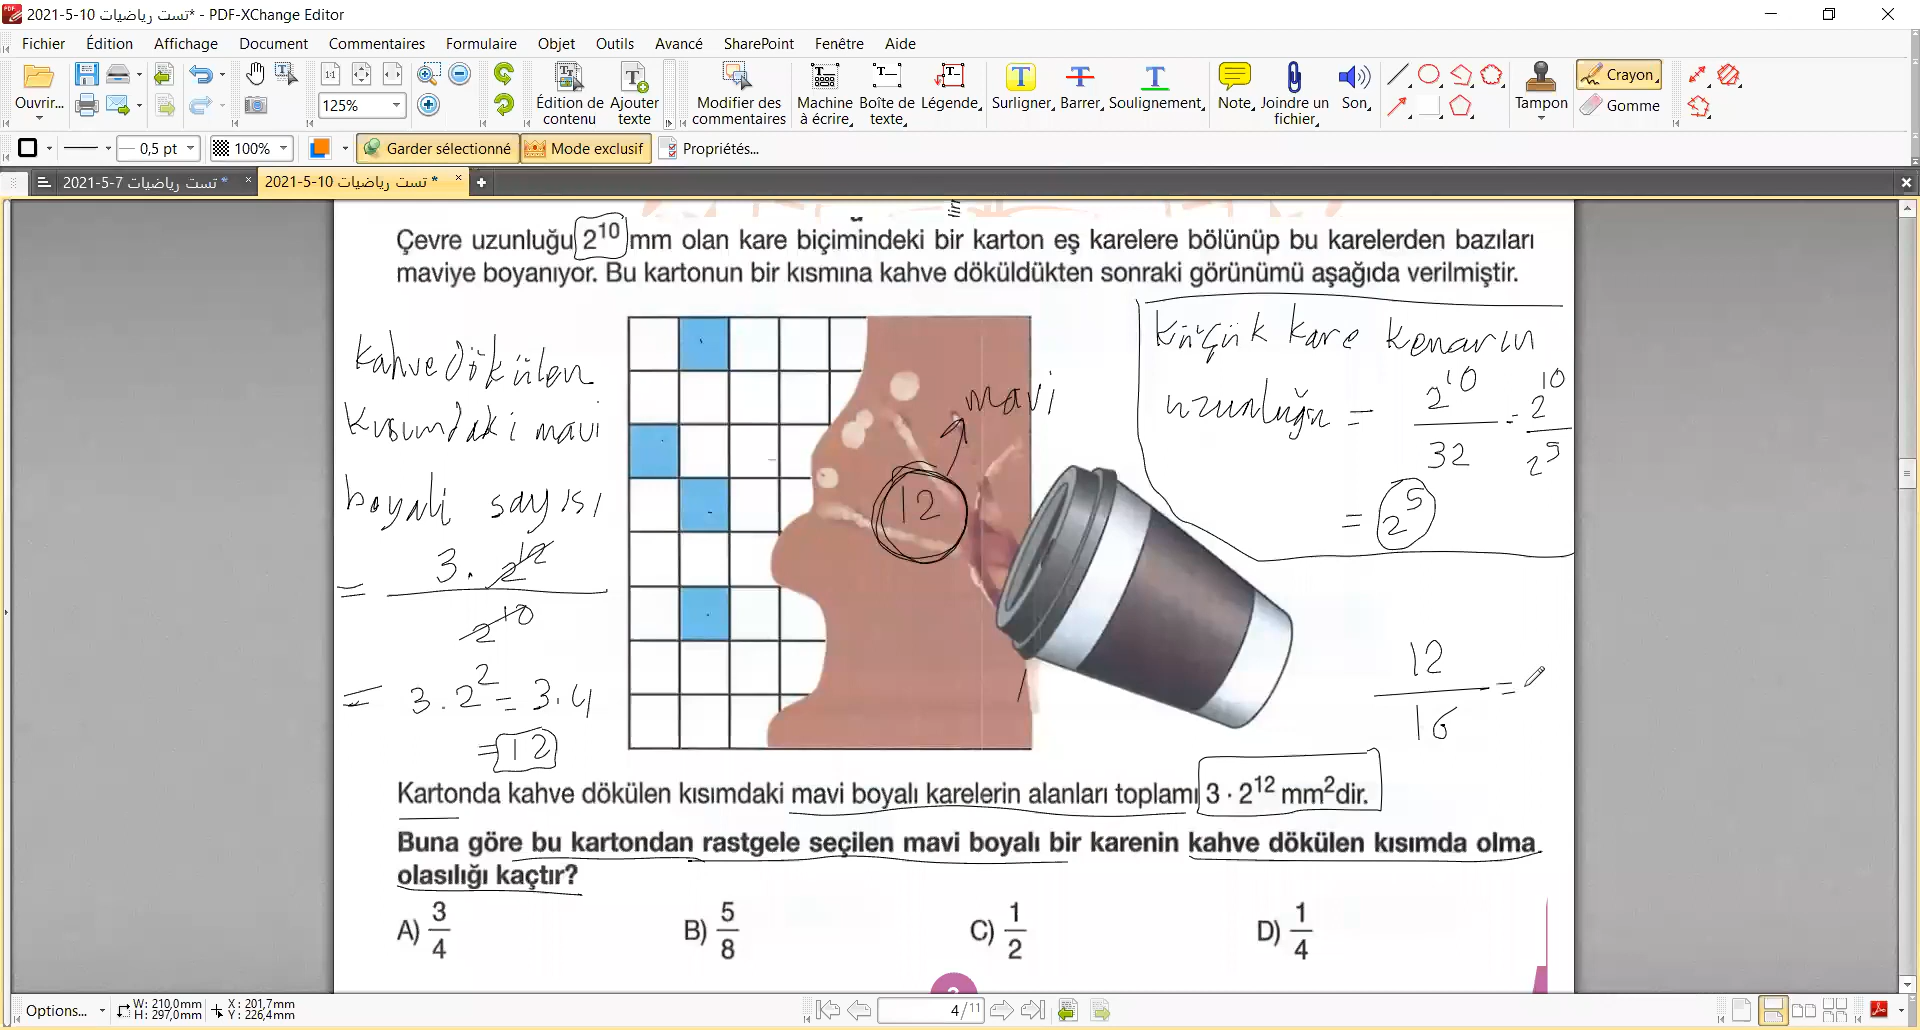 2021-5-10 تست رياضيات* - PDF-XChange Editor
Fichier Édition Affichage Document Commentaires Formulaire Objet Outils Avancé SharePoint Fenêtre Aide
Ouvrir... 125% Édition de contenu Ajouter texte Modifier des commentaires Machine à écrire Boîte de texte Légende Surligner Barrer Soulignement Note Joindre un fichier Son Tampon Crayon Gomme
0,5 pt 100% Garder sélectionné Mode exclusif Propriétés...
2021-5-7 تست رياضيات * 2021-5-10 تست رياضيات *
Çevre uzunluğu 2^10 mm olan kare biçimindeki bir karton eş karelere bölünüp bu karelerden bazıları
maviye boyanıyor. Bu kartonun bir kısmına kahve döküldükten sonraki görünümü aşağıda verilmiştir.
kahve dökülen
kısımdaki mavi
boyali sayısı
= 3. 2^12 / 2^10
= 3.2^2 = 3.4
= 12
mavi
12
Küçük kare kenarın
uzunluğu = 2^10 / 32 = 2^10 / 2^5
= 2^5
12 / 16 =
Kartonda kahve dökülen kısımdaki mavi boyalı karelerin alanları toplamı 3 · 2^12 mm^2dir.
Buna göre bu kartondan rastgele seçilen mavi boyalı bir karenin kahve dökülen kısımda olma
olasılığı kaçtır?
A) 3/4 B) 5/8 C) 1/2 D) 1/4
Options... W: 210,0mm H: 297,0mm X: 201,7mm Y: 226,4mm 4 / 11